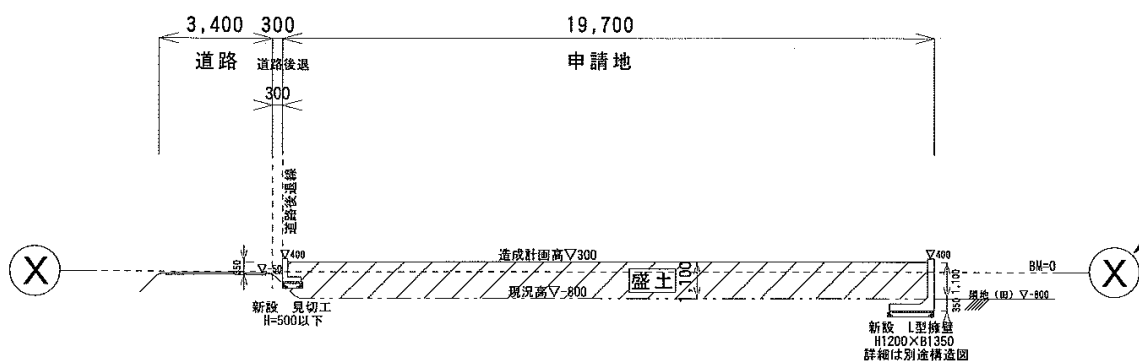 3,400 300 19,700
道路 道路後退 申請地
300
道路後退線
造成計画高▽300
▽400
▽400
350
▽-50
盛土
1,100
1,100
350
BM=0
X
X
現況高▽-800
隣地(田)▽-800
新設 見切工
H=500以下
新設 L型擁壁
H1200×B1350
詳細は別途構造図